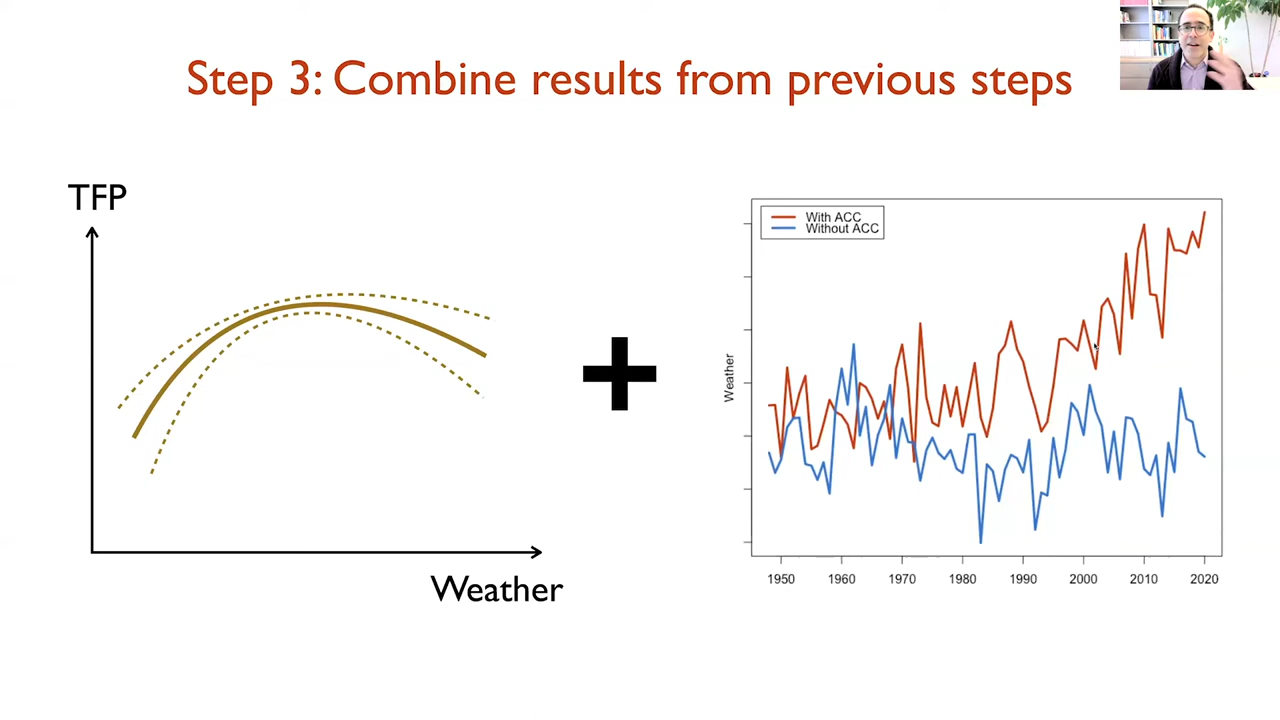 Step 3: Combine results from previous steps
TFP
Weather
With ACC
Without ACC
Weather
1950 1960 1970 1980 1990 2000 2010 2020